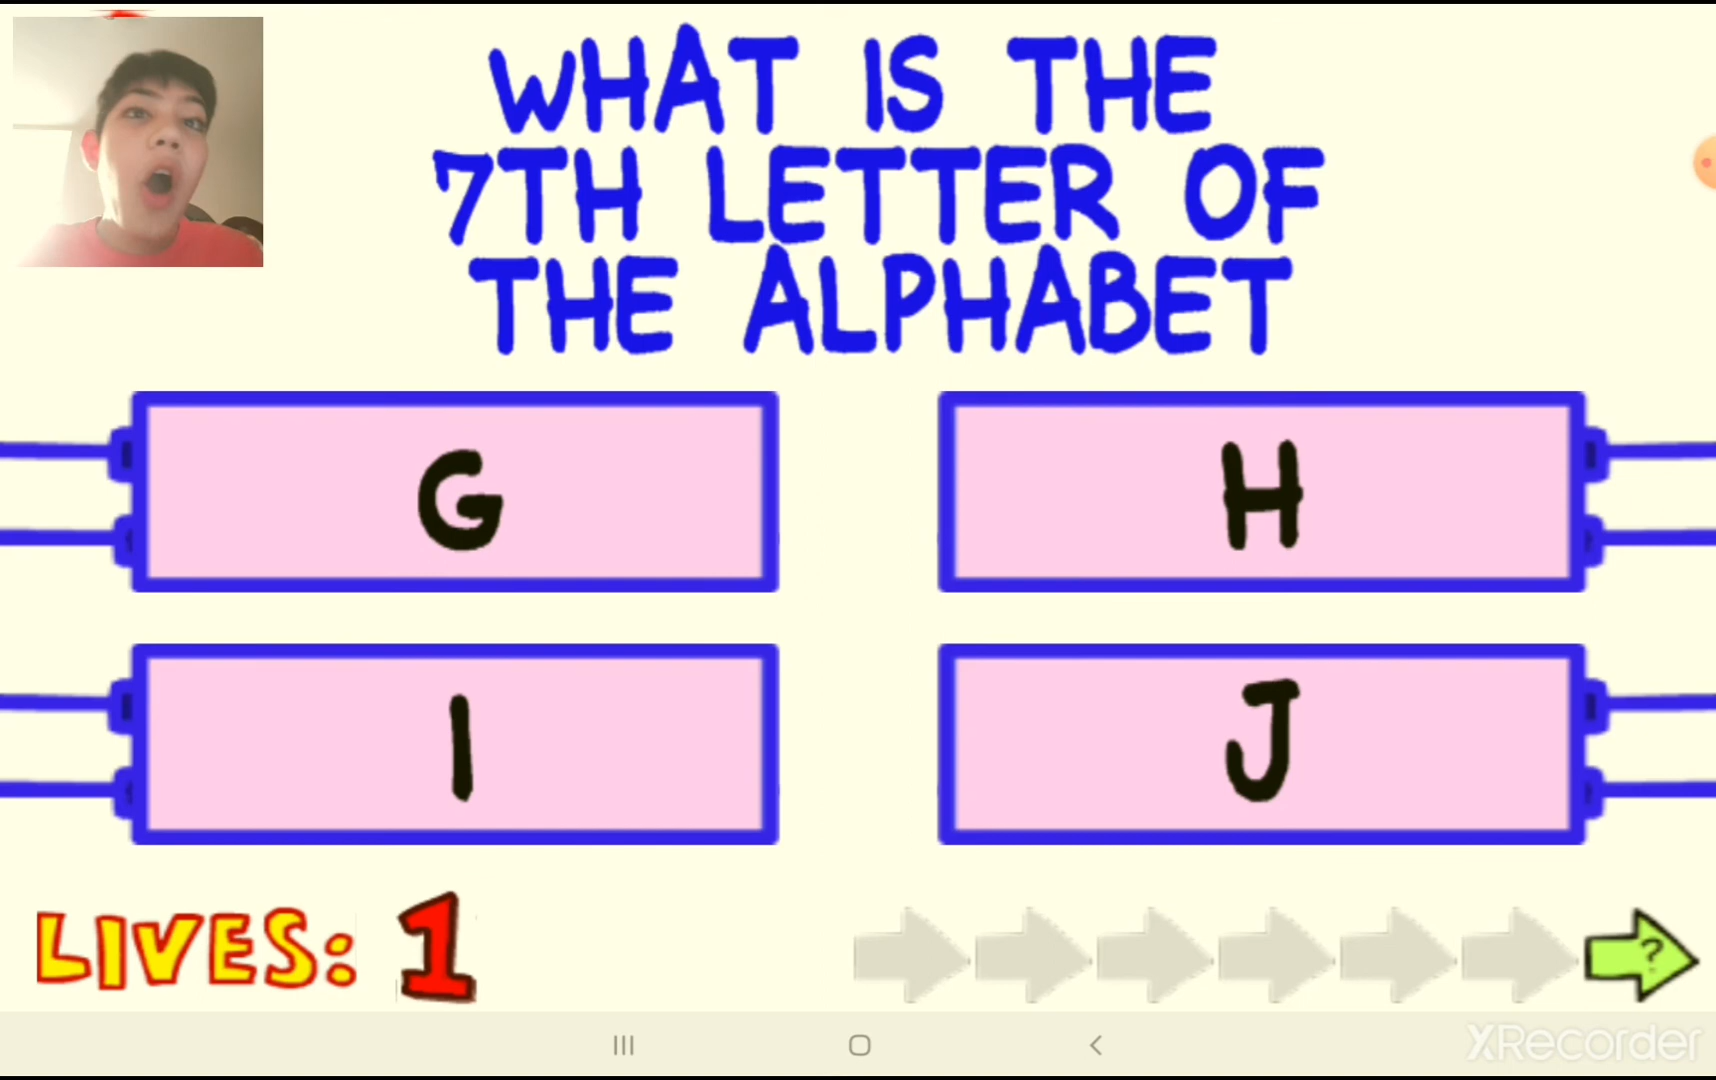 WHAT IS THE
7TH LETTER OF
THE ALPHABET
G
H
I
J
LIVES: 1
?
XRecorder